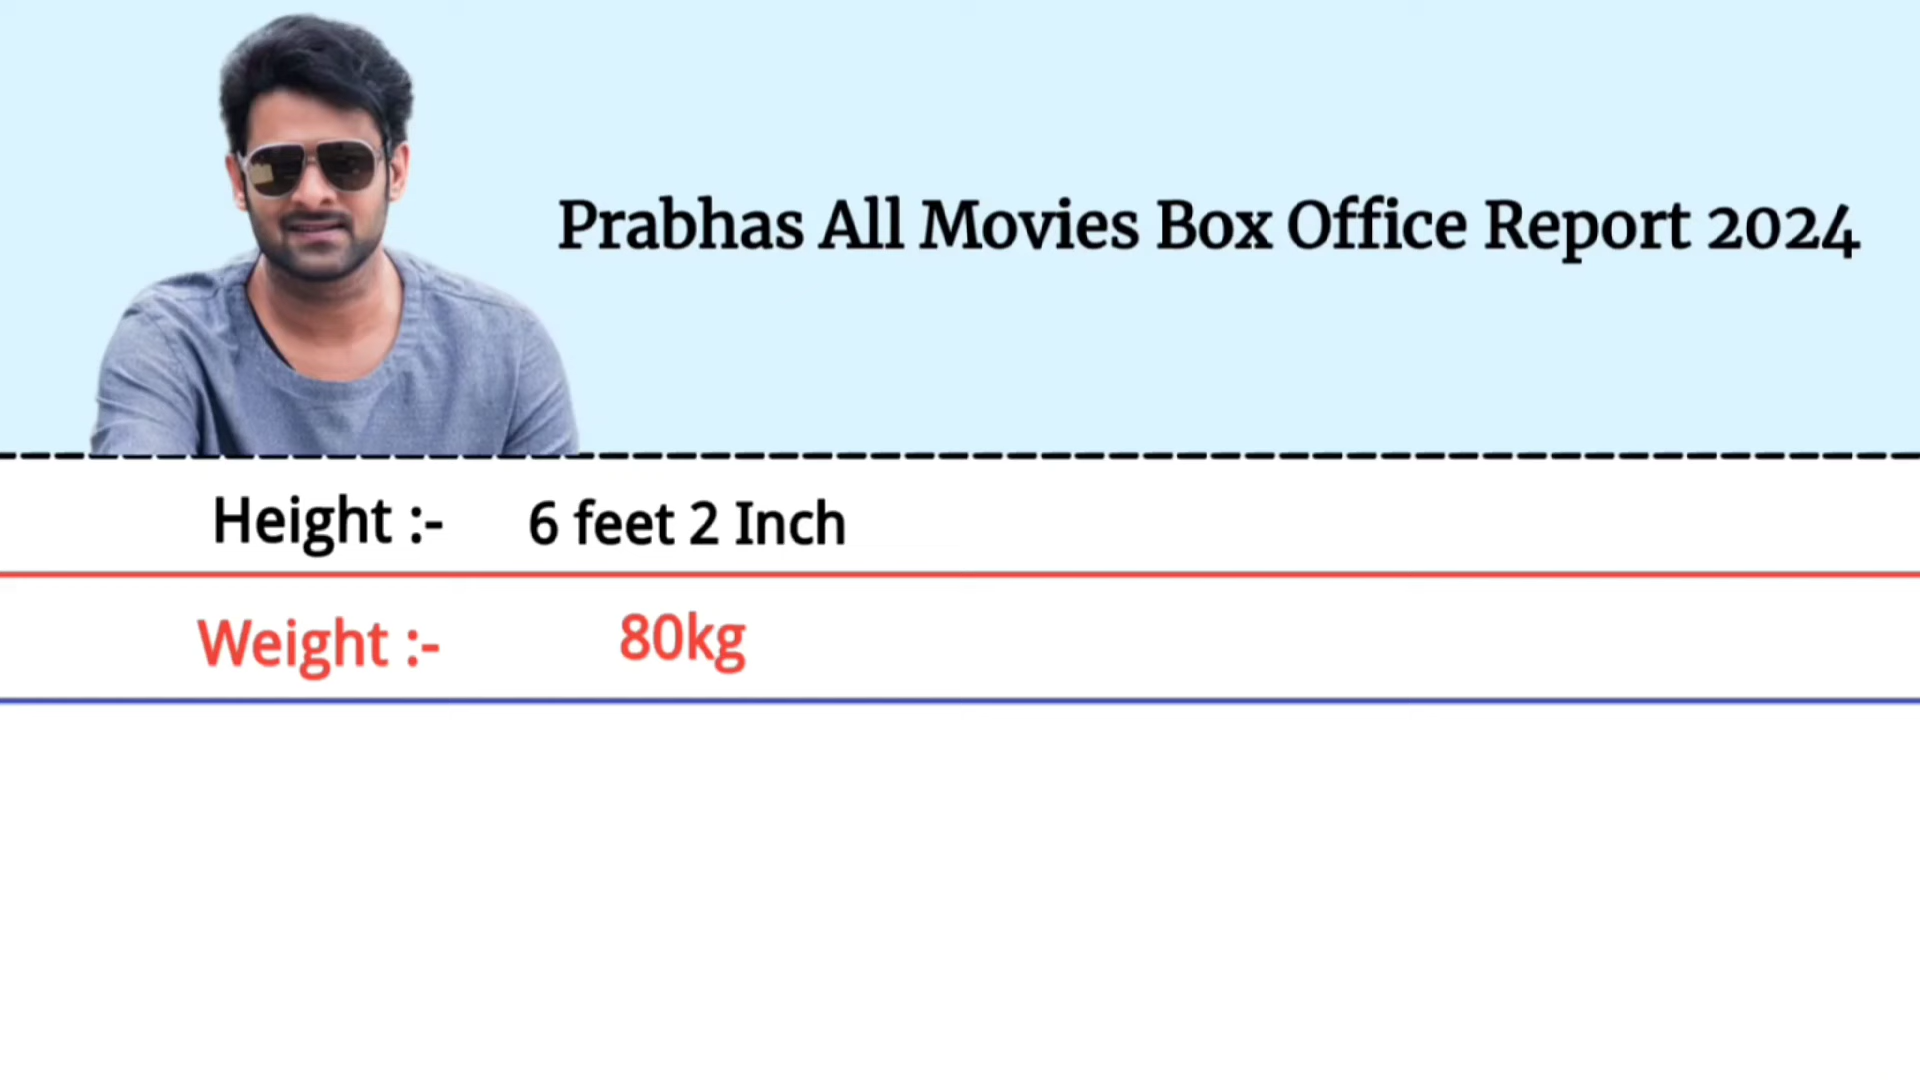 Prabhas All Movies Box Office Report 2024
Height :- 6 feet 2 Inch
Weight :- 80kg